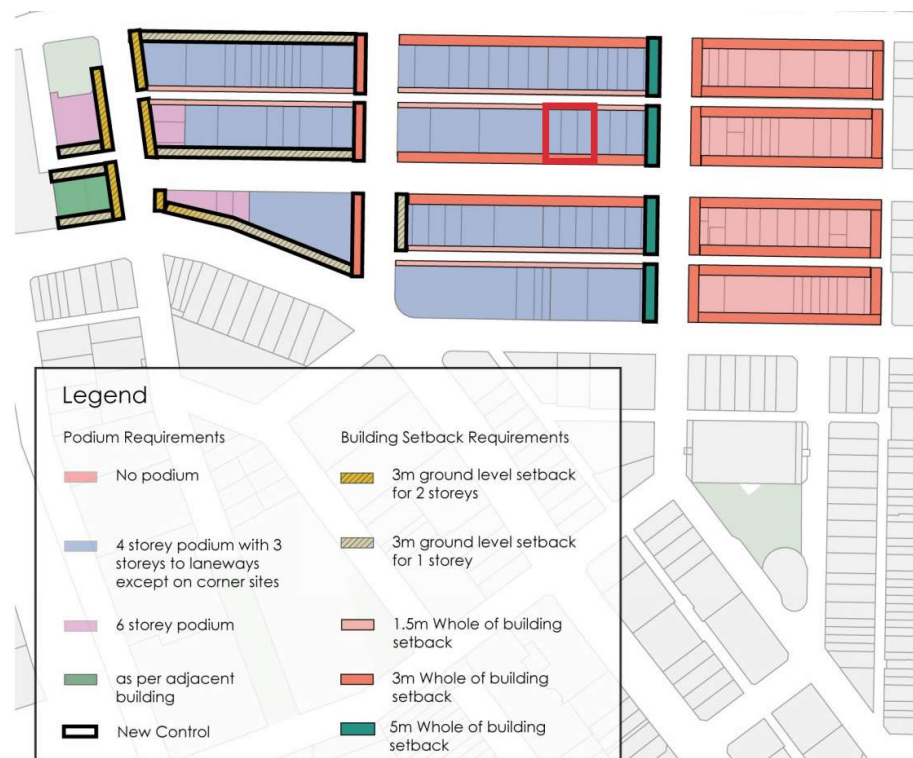 Legend
Podium Requirements
No podium
4 storey podium with 3
storeys to laneways
except on corner sites
6 storey podium
as per adjacent
building
New Control
Building Setback Requirements
3m ground level setback
for 2 storeys
3m ground level setback
for 1 storey
1.5m Whole of building
setback
3m Whole of building
setback
5m Whole of building
setback